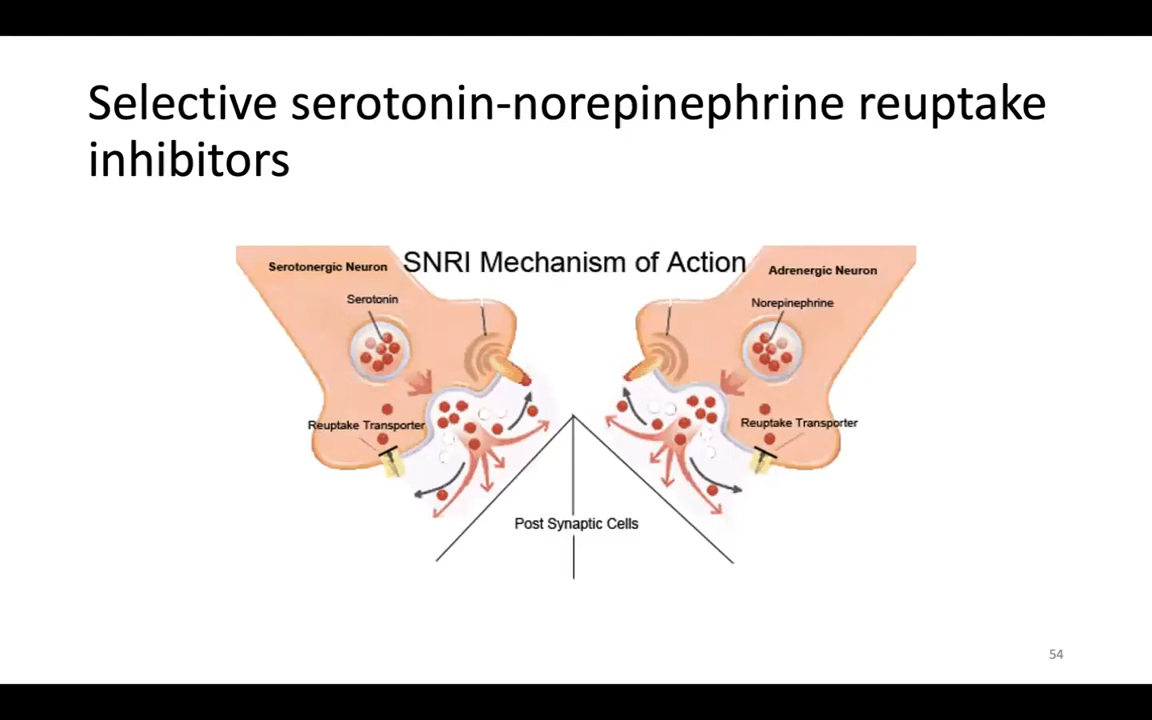 Selective serotonin-norepinephrine reuptake
inhibitors
SNRI Mechanism of Action
Serotonergic Neuron
Adrenergic Neuron
Serotonin
Norepinephrine
Reuptake Transporter
Reuptake Transporter
Post Synaptic Cells
54